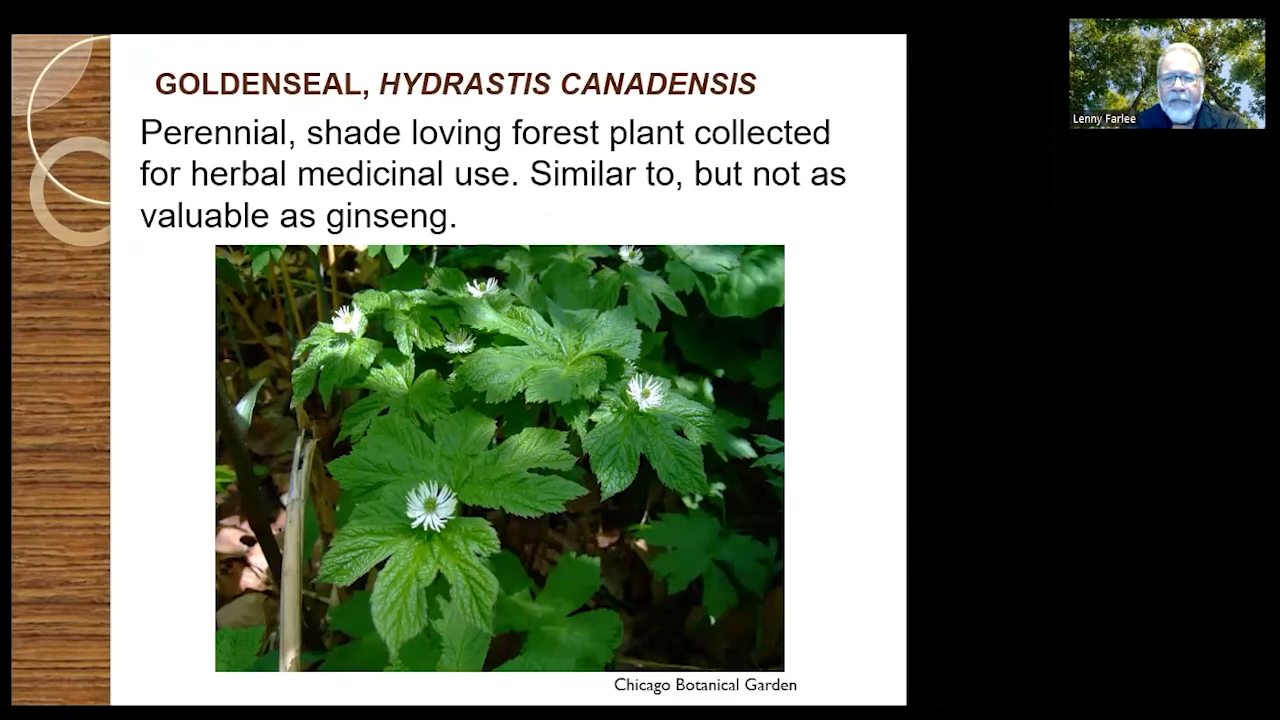 GOLDENSEAL, HYDRASTIS CANADENSIS
Perennial, shade loving forest plant collected
for herbal medicinal use. Similar to, but not as
valuable as ginseng.
Chicago Botanical Garden
Lenny Farlee